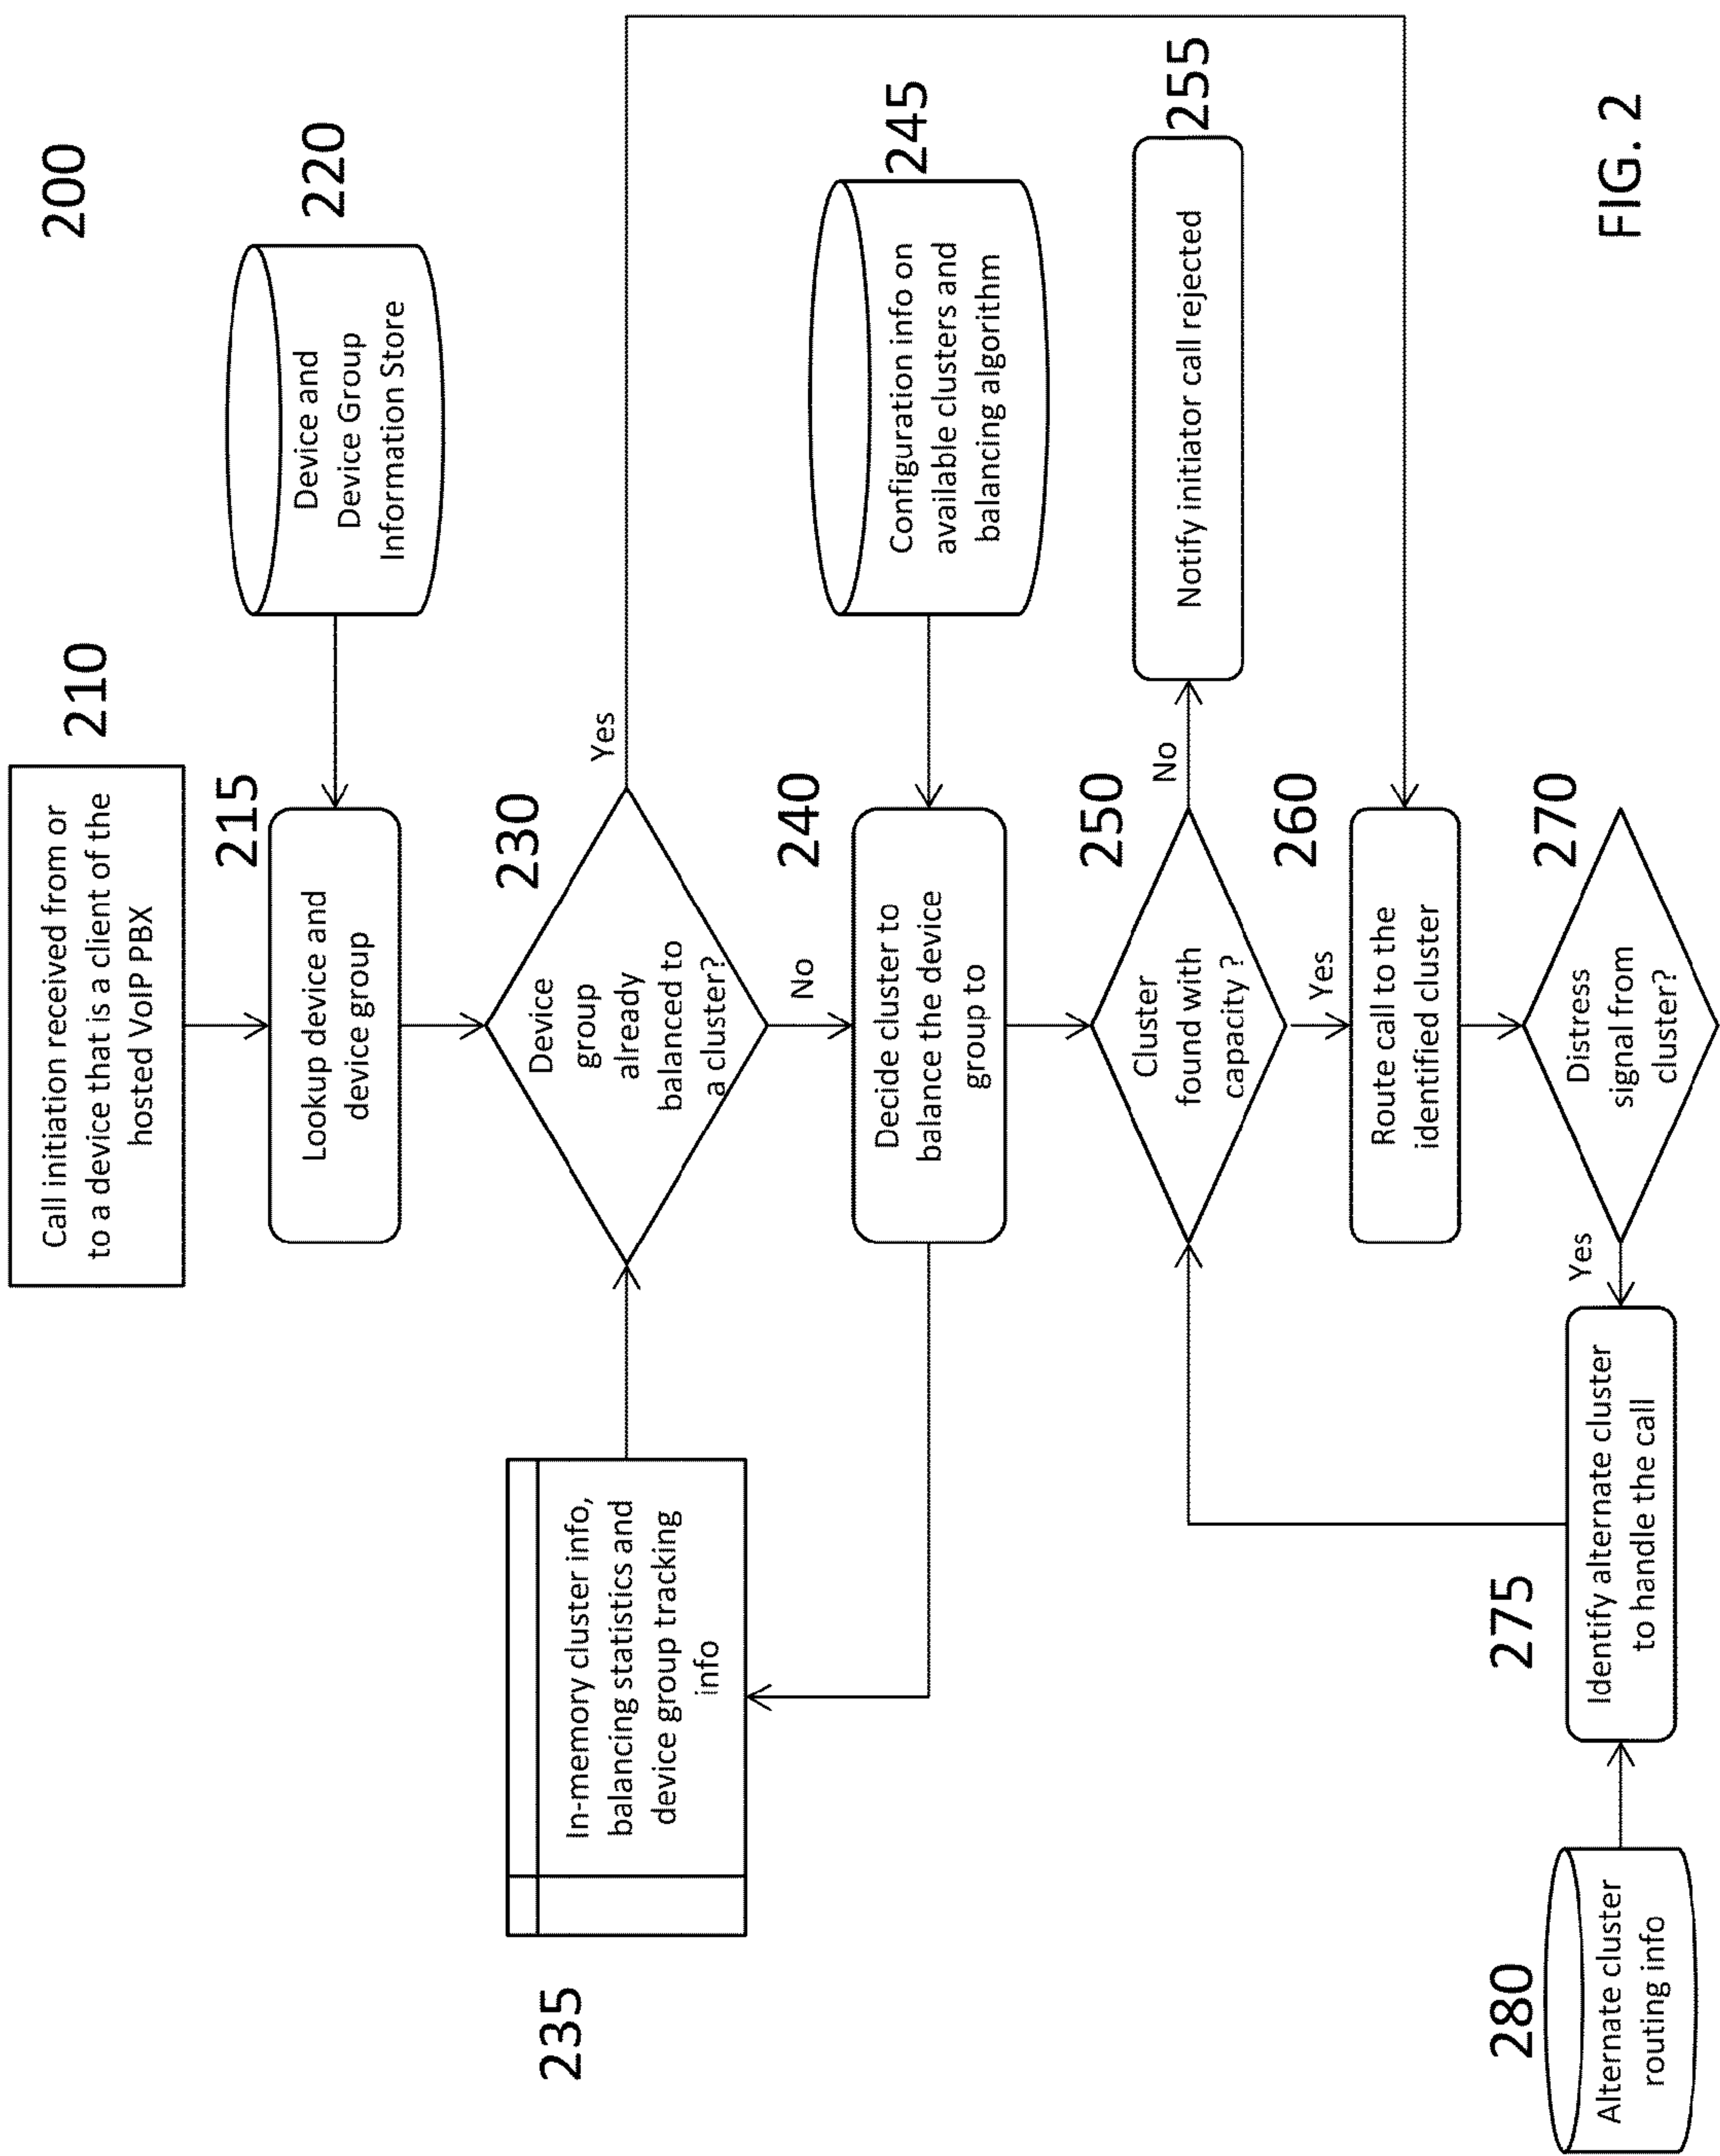 200
210
Call initiation received from or
to a device that is a client of the
hosted VoIP PBX
215
Lookup device and
device group
220
Device and
Device Group
Information Store
230
Device
group
already
balanced to
a cluster?
Yes
No
235
In-memory cluster info,
balancing statistics and
device group tracking
info
240
Decide cluster to
balance the device
group to
245
Configuration info on
available clusters and
balancing algorithm
250
Cluster
found with
capacity ?
No
Yes
255
Notify initiator call rejected
260
Route call to the
identified cluster
270
Distress
signal from
cluster?
Yes
275
Identify alternate cluster
to handle the call
280
Alternate cluster
routing info
FIG. 2